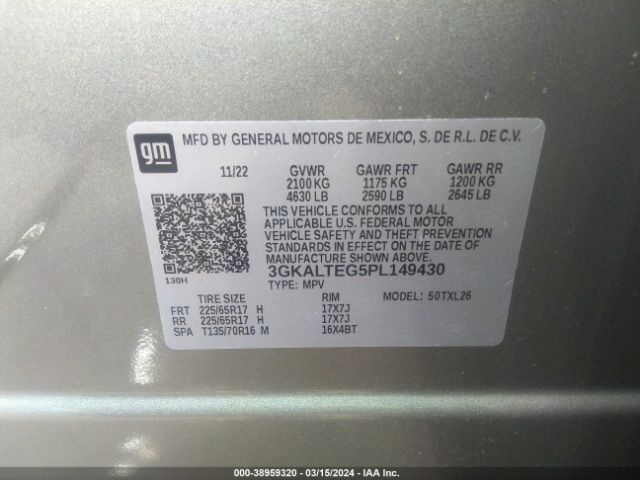 gm
MFD BY GENERAL MOTORS DE MEXICO, S. DE R.L. DE C.V.
11/22 GVWR GAWR FRT GAWR RR
2100 KG 1175 KG 1200 KG
4630 LB 2590 LB 2645 LB
THIS VEHICLE CONFORMS TO ALL
APPLICABLE U.S. FEDERAL MOTOR
VEHICLE SAFETY AND THEFT PREVENTION
STANDARDS IN EFFECT ON THE DATE
OF MANUFACTURE SHOWN ABOVE.
3GKALTEG5PL149430
130H
TYPE: MPV
TIRE SIZE RIM MODEL: 50TXL26
FRT 225/65R17 H 17X7J
RR 225/65R17 H 17X7J
SPA T135/70R16 M 16X4BT
000-38959320 - 03/15/2024 - IAA Inc.